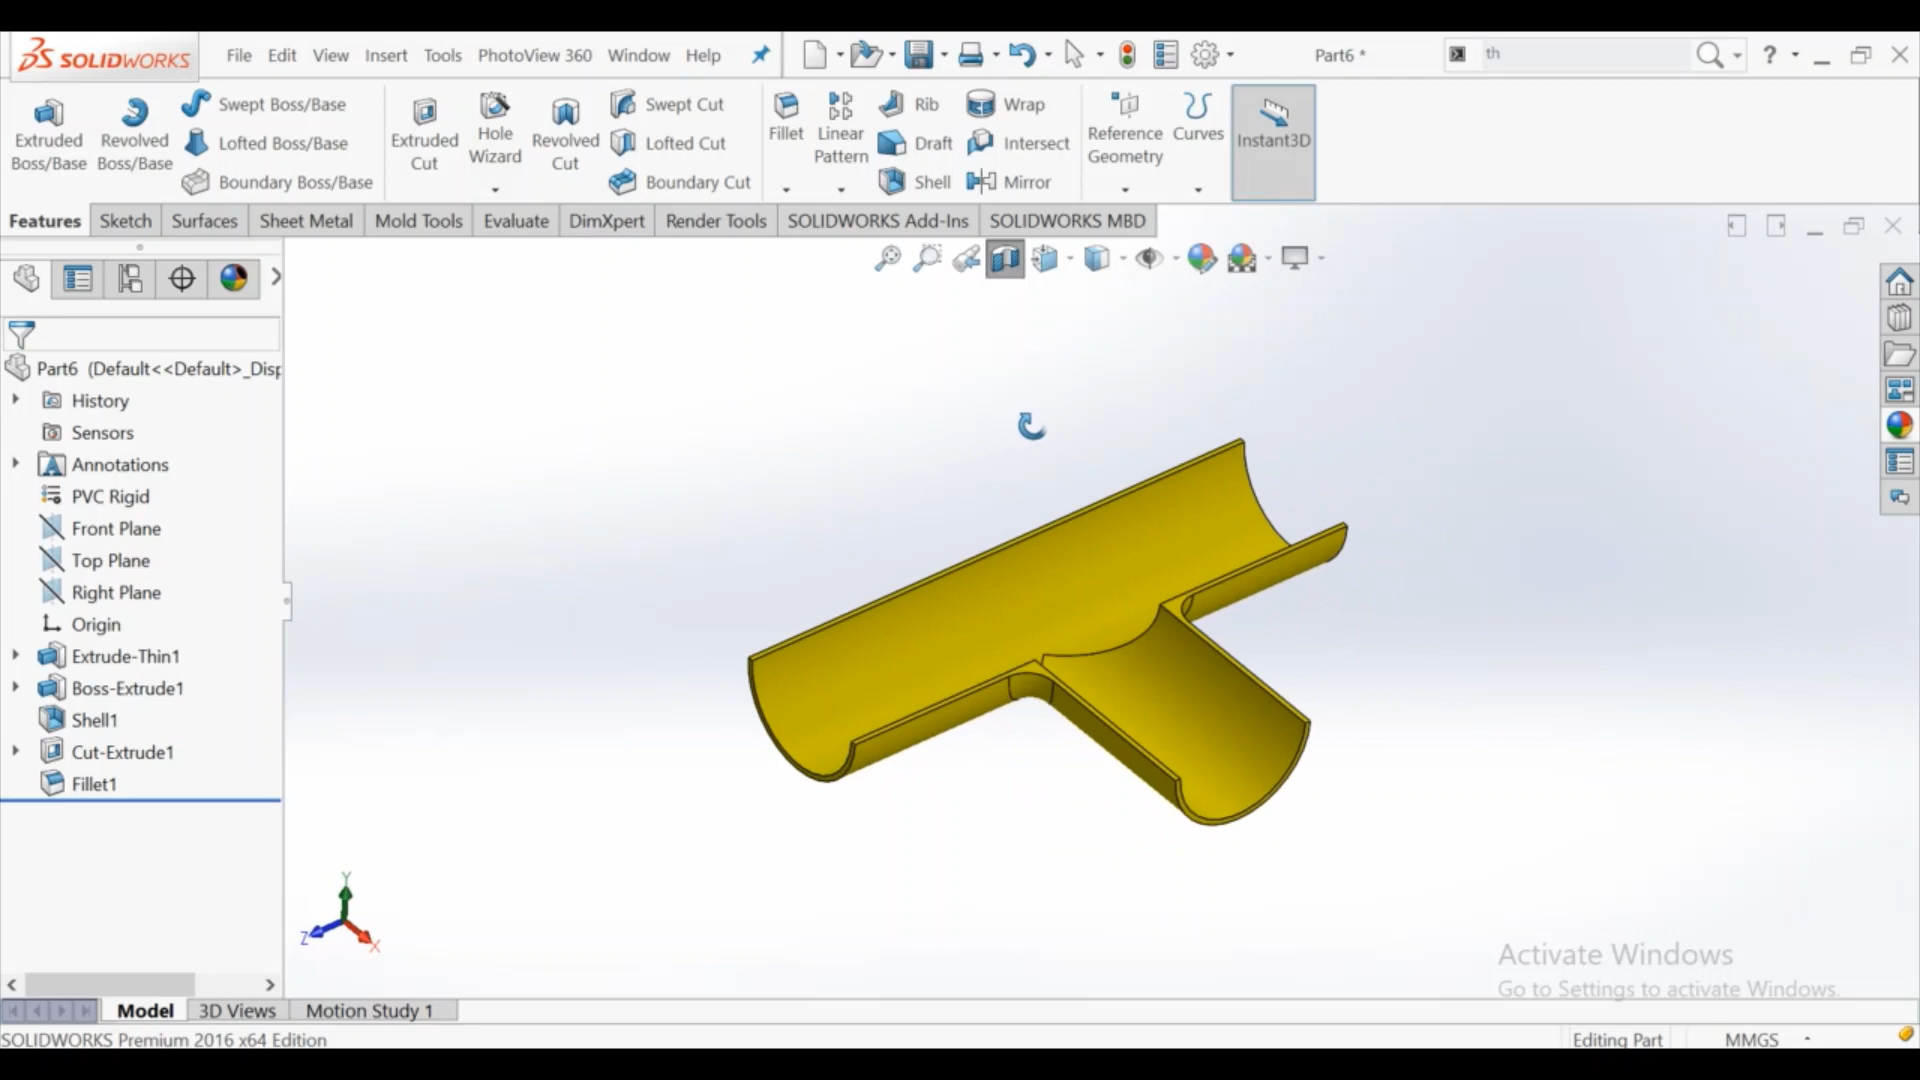 SOLIDWORKS File Edit View Insert Tools PhotoView 360 Window Help Part6 * th ?
Extruded Boss/Base
Revolved Boss/Base
Swept Boss/Base
Lofted Boss/Base
Boundary Boss/Base
Extruded Cut
Hole Wizard
Revolved Cut
Swept Cut
Lofted Cut
Boundary Cut
Fillet
Linear Pattern
Rib
Draft
Shell
Wrap
Intersect
Mirror
Reference Geometry
Curves
Instant3D
Features Sketch Surfaces Sheet Metal Mold Tools Evaluate DimXpert Render Tools SOLIDWORKS Add-Ins SOLIDWORKS MBD
Part6 (Default<<Default>_Disp
History
Sensors
Annotations
PVC Rigid
Front Plane
Top Plane
Right Plane
Origin
Extrude-Thin1
Boss-Extrude1
Shell1
Cut-Extrude1
Fillet1
Y
Z
X
Activate Windows
Go to Settings to activate Windows.
Model 3D Views Motion Study 1
SOLIDWORKS Premium 2016 x64 Edition Editing Part MMGS